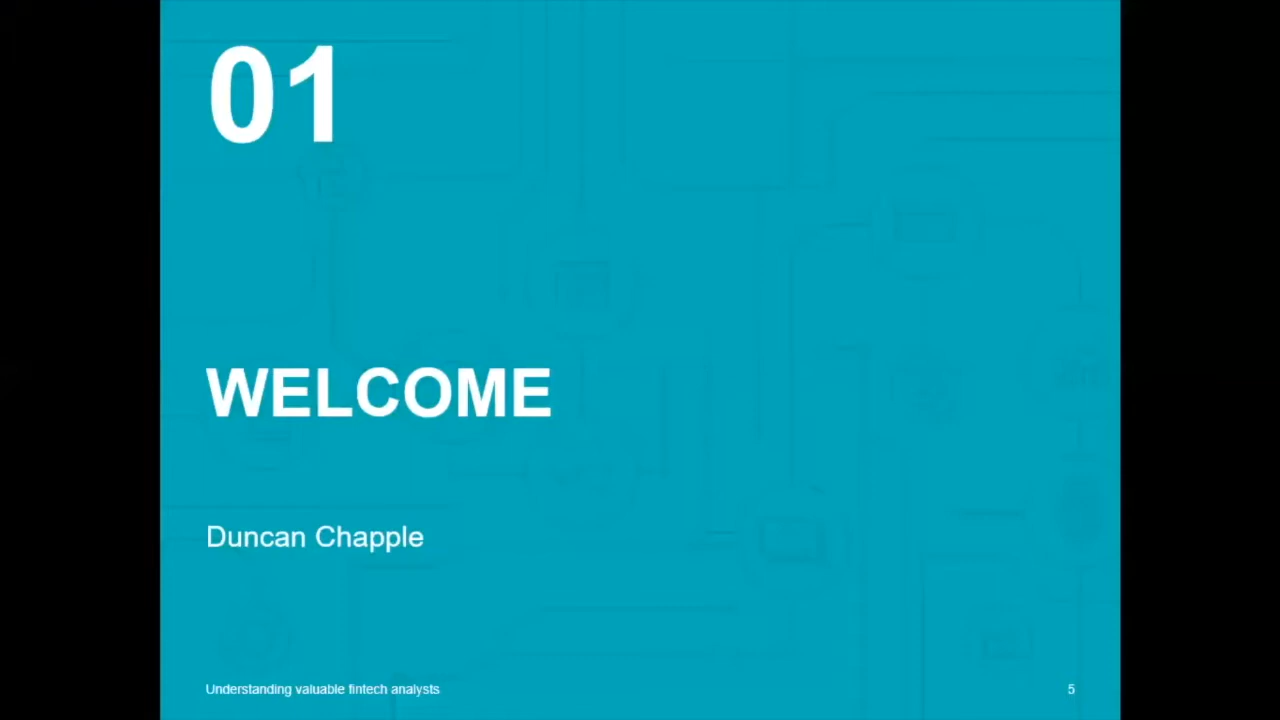 01
WELCOME
Duncan Chapple
Understanding valuable fintech analysts
5